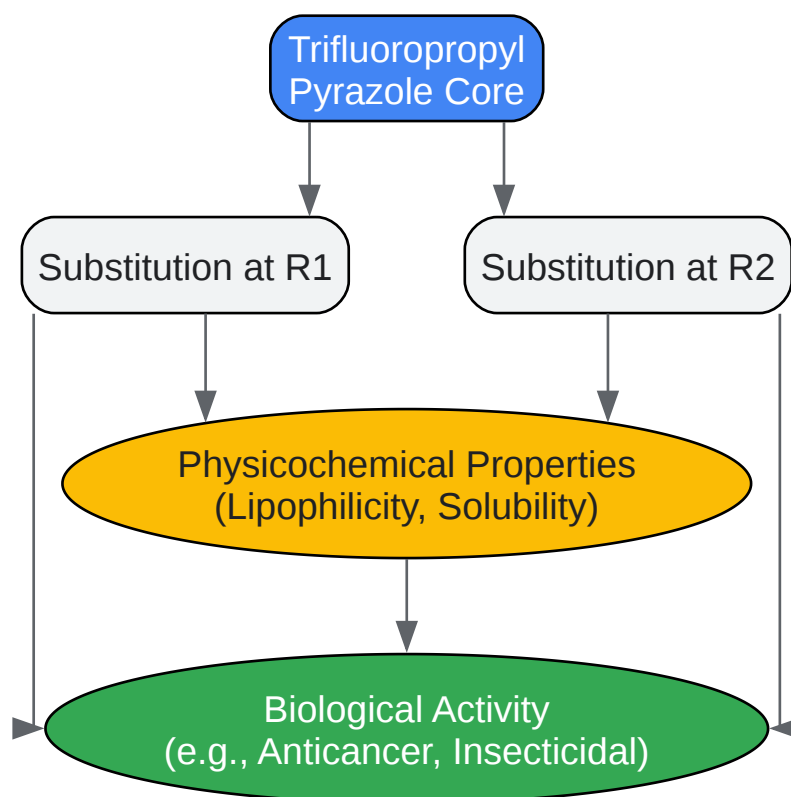 Trifluoropropyl
Pyrazole Core
Substitution at R1
Substitution at R2
Physicochemical Properties
(Lipophilicity, Solubility)
Biological Activity
(e.g., Anticancer, Insecticidal)